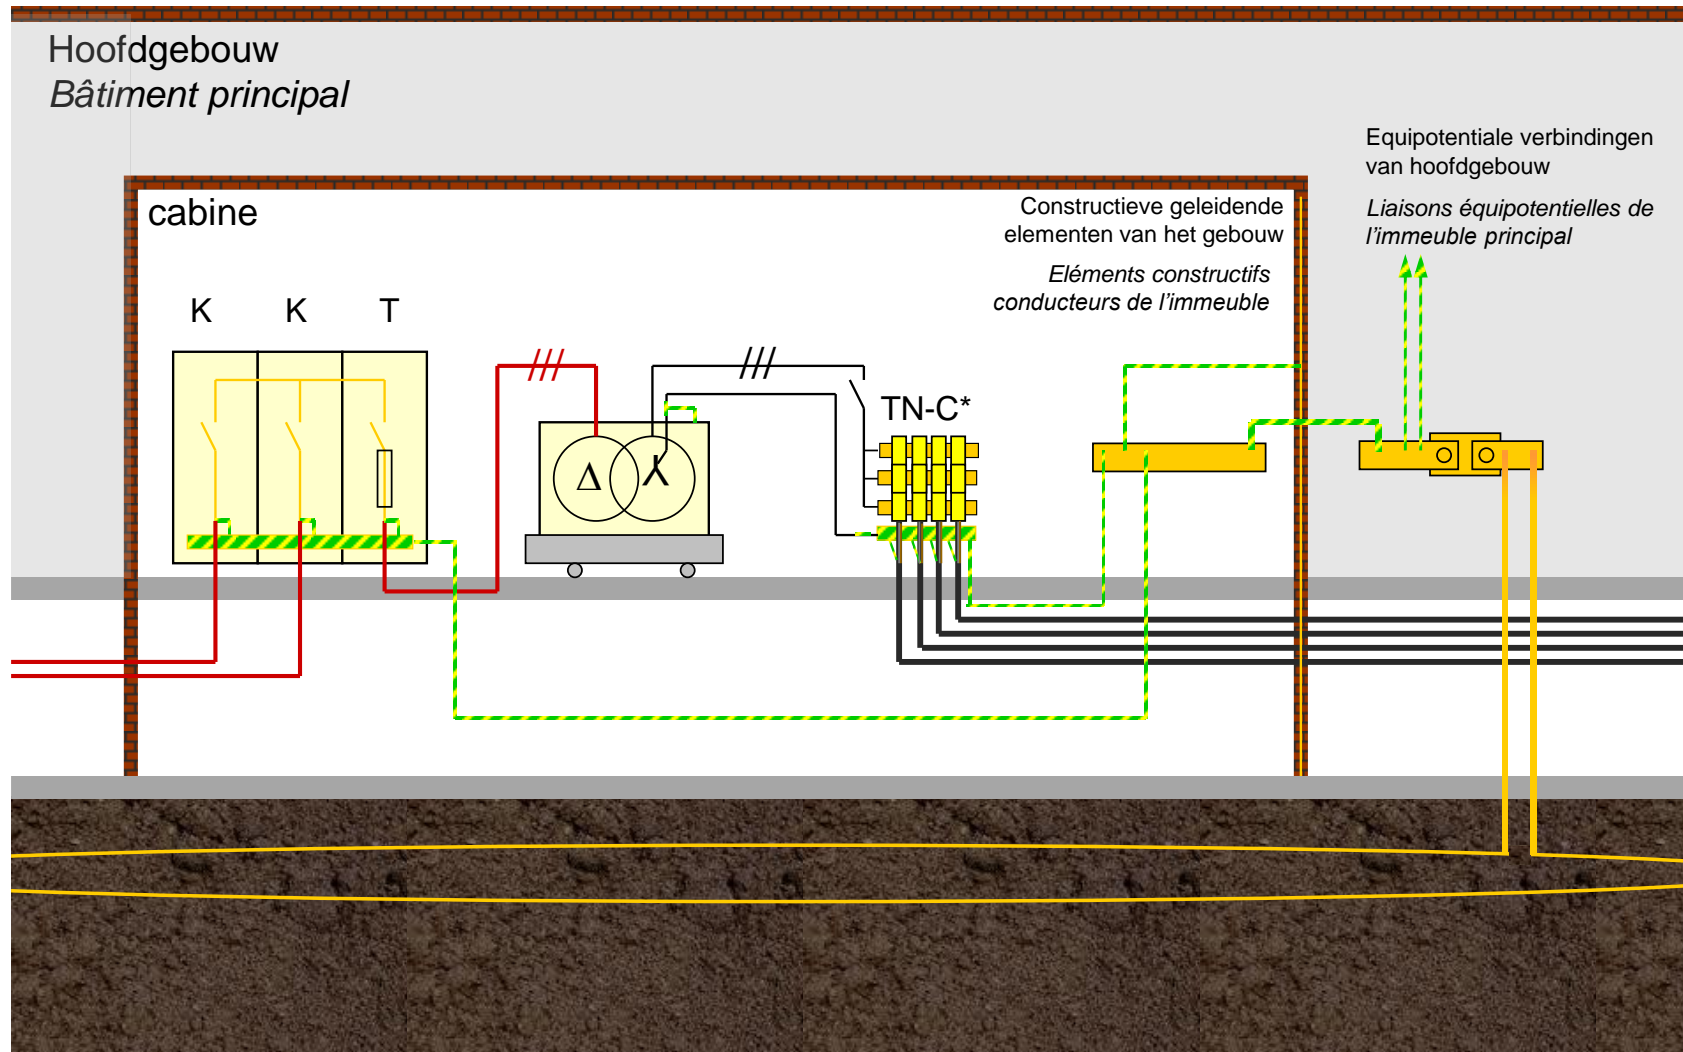 Hoofdgebouw
Bâtiment principal
Equipotentiale verbindingen
van hoofdgebouw
Liaisons équipotentielles de
l'immeuble principal
cabine
Constructieve geleidende
elementen van het gebouw
Eléments constructifs
conducteurs de l'immeuble
K K T
TN-C*
Δ